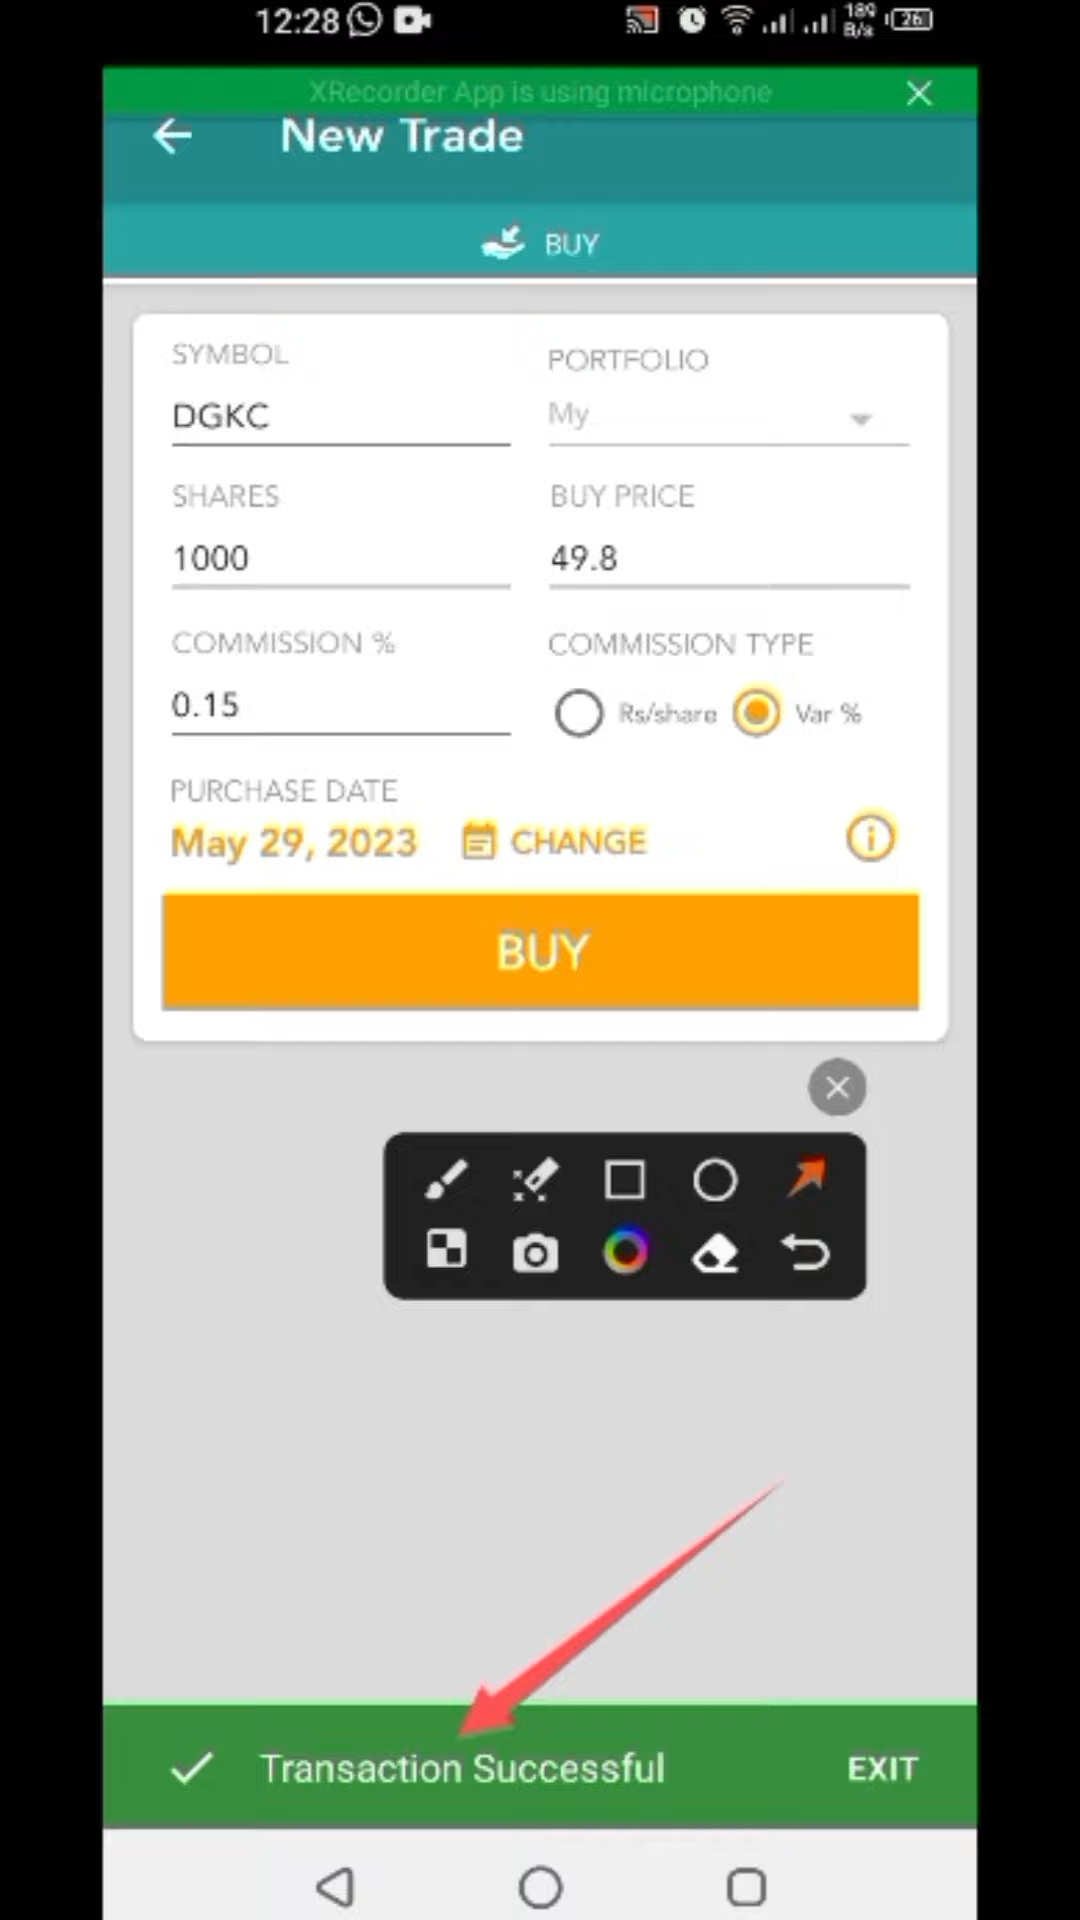 12:28
189
B/s
26
XRecorder App is using microphone
New Trade
BUY
SYMBOL
PORTFOLIO
DGKC
My
SHARES
BUY PRICE
1000
49.8
COMMISSION %
COMMISSION TYPE
0.15
Rs/share
Var %
PURCHASE DATE
May 29, 2023
CHANGE
BUY
Transaction Successful
EXIT